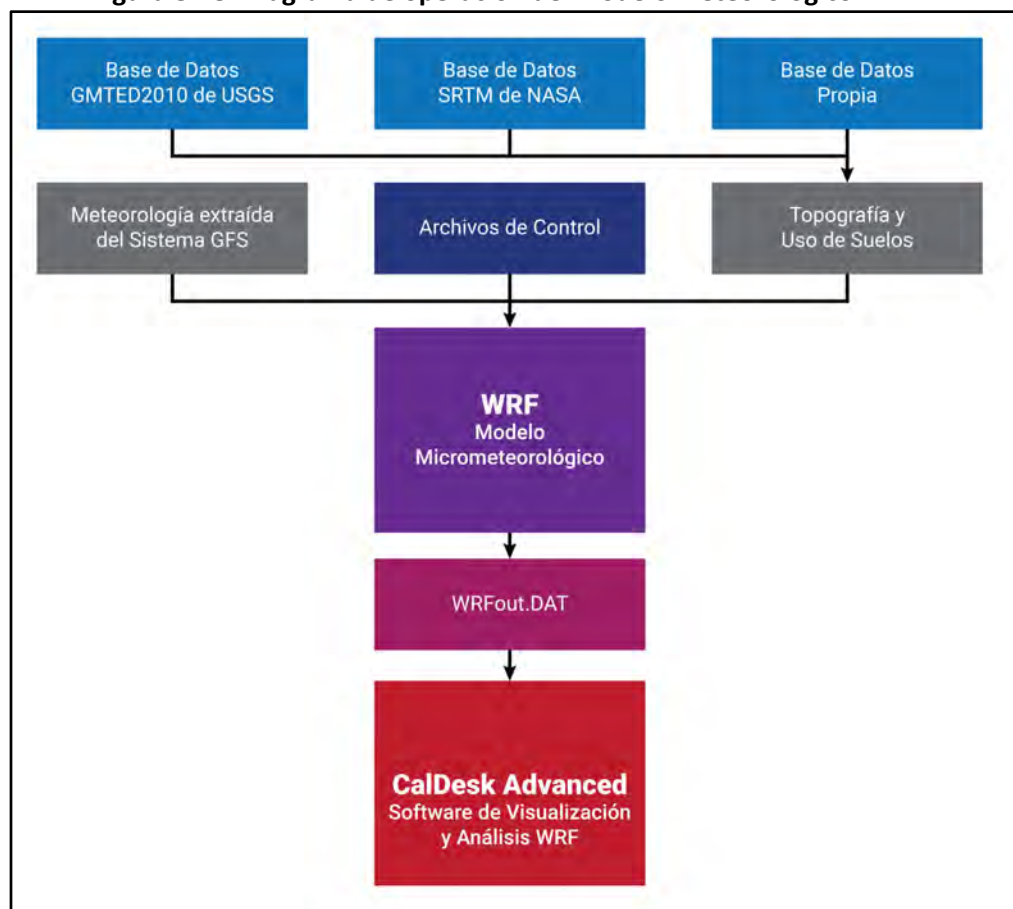 Base de Datos
GMTED2010 de USGS
Base de Datos
SRTM de NASA
Base de Datos
Propia
Meteorología extraída
del Sistema GFS
Archivos de Control
Topografía y
Uso de Suelos
WRF
Modelo
Micrometeorológico
WRFout.DAT
CalDesk Advanced
Software de Visualización
y Análisis WRF